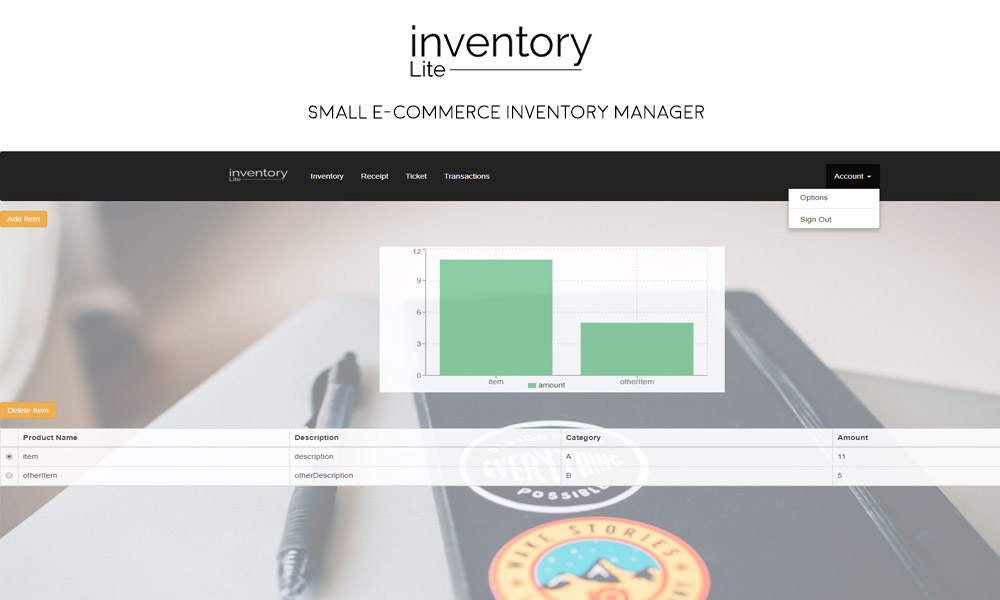 inventory
Lite
SMALL E-COMMERCE INVENTORY MANAGER
inventory
Lite
Inventory Receipt Ticket Transactions Account
Options
Sign Out
Add Item
12
9
6
3
0
item otherItem
amount
Delete Item
Product Name Description Category Amount
item description A 11
otherItem otherDescription B 5
DESIGN
EVERYTHING
POSSIBLE
MAKE STORIES